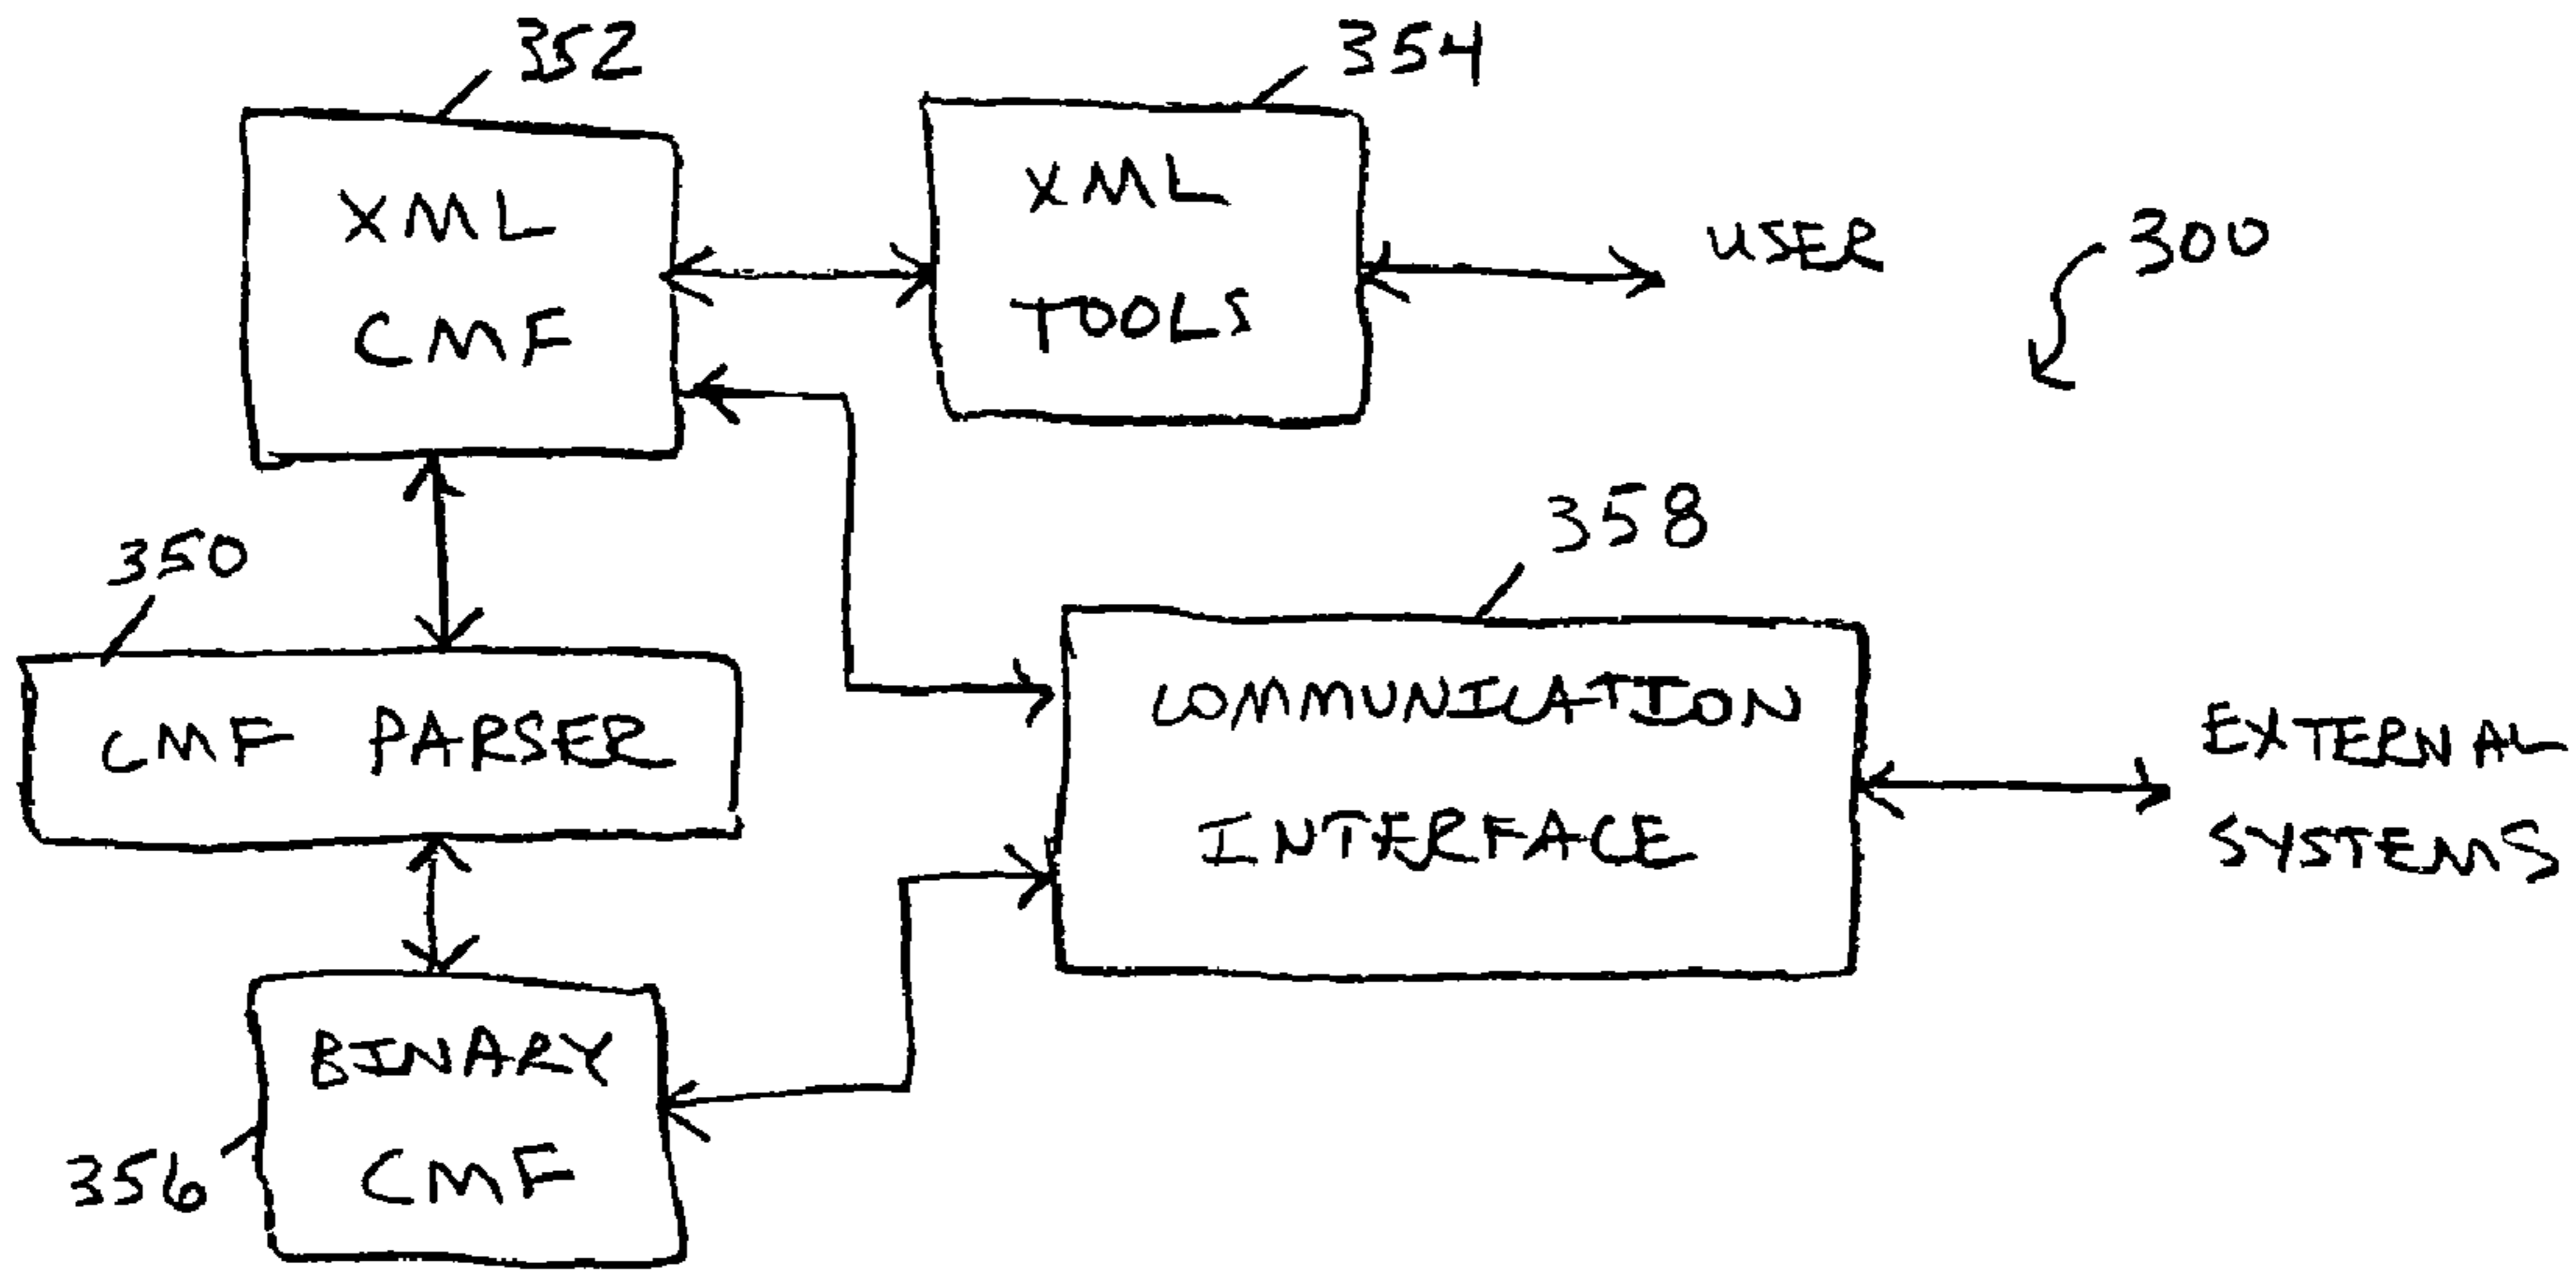 352
354
XML
CMF
XML
TOOLS
USER
300
350
358
CMF PARSER
COMMUNICATION
INTERFACE
EXTERNAL
SYSTEMS
BINARY
CMF
356